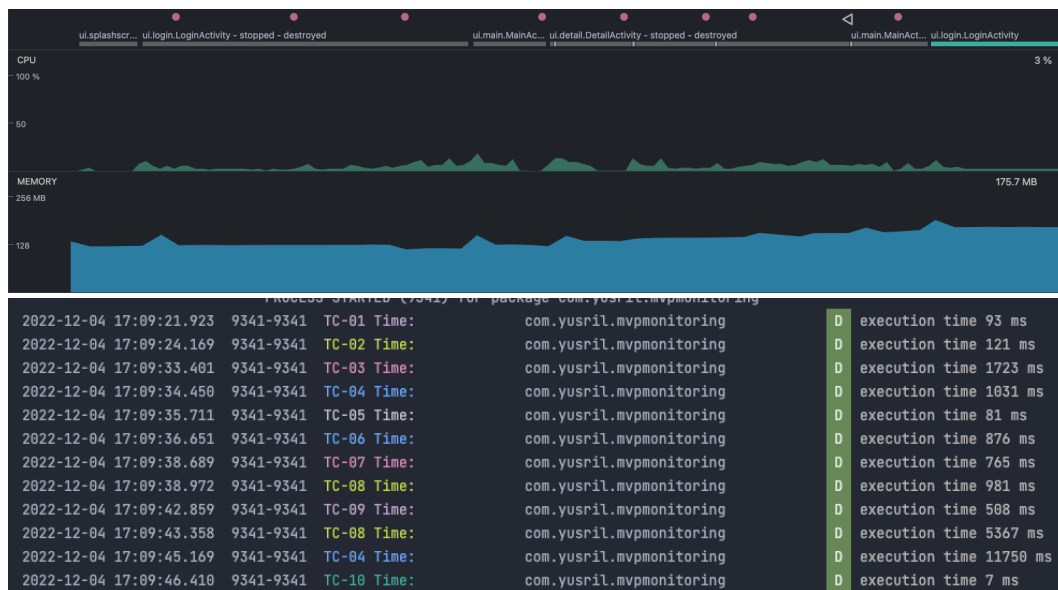 ui.splashscr... ui.login.LoginActivity - stopped - destroyed ui.main.MainAc... ui.detail.DetailActivity - stopped - destroyed ui.main.MainAct... ui.login.LoginActivity
CPU 3 %
100 %
50
MEMORY 175.7 MB
256 MB
128
PROCESS STARTED (9341) for package com.yusril.mvpmonitoring
2022-12-04 17:09:21.923 9341-9341 TC-01 Time: com.yusril.mvpmonitoring D execution time 93 ms
2022-12-04 17:09:24.169 9341-9341 TC-02 Time: com.yusril.mvpmonitoring D execution time 121 ms
2022-12-04 17:09:33.401 9341-9341 TC-03 Time: com.yusril.mvpmonitoring D execution time 1723 ms
2022-12-04 17:09:34.450 9341-9341 TC-04 Time: com.yusril.mvpmonitoring D execution time 1031 ms
2022-12-04 17:09:35.711 9341-9341 TC-05 Time: com.yusril.mvpmonitoring D execution time 81 ms
2022-12-04 17:09:36.651 9341-9341 TC-06 Time: com.yusril.mvpmonitoring D execution time 876 ms
2022-12-04 17:09:38.689 9341-9341 TC-07 Time: com.yusril.mvpmonitoring D execution time 765 ms
2022-12-04 17:09:38.972 9341-9341 TC-08 Time: com.yusril.mvpmonitoring D execution time 981 ms
2022-12-04 17:09:42.859 9341-9341 TC-09 Time: com.yusril.mvpmonitoring D execution time 508 ms
2022-12-04 17:09:43.358 9341-9341 TC-08 Time: com.yusril.mvpmonitoring D execution time 5367 ms
2022-12-04 17:09:45.169 9341-9341 TC-04 Time: com.yusril.mvpmonitoring D execution time 11750 ms
2022-12-04 17:09:46.410 9341-9341 TC-10 Time: com.yusril.mvpmonitoring D execution time 7 ms